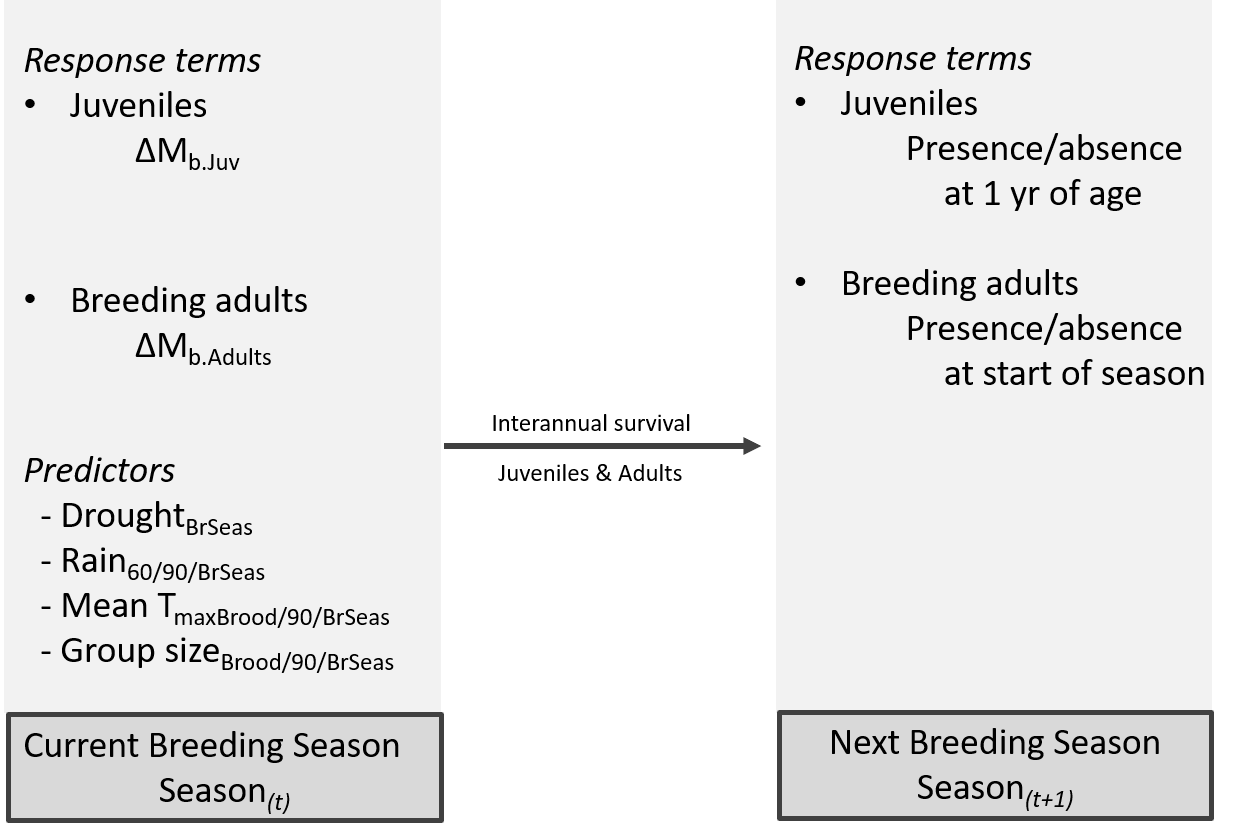 Response terms
• Juveniles
ΔMb.Juv
• Breeding adults
ΔMb.Adults
Predictors
- DroughtBrSeas
- Rain60/90/BrSeas
- Mean TmaxBrood/90/BrSeas
- Group sizeBrood/90/BrSeas
Current Breeding Season
Season(t)
Interannual survival
Juveniles & Adults
Response terms
• Juveniles
Presence/absence
at 1 yr of age
• Breeding adults
Presence/absence
at start of season
Next Breeding Season
Season(t+1)